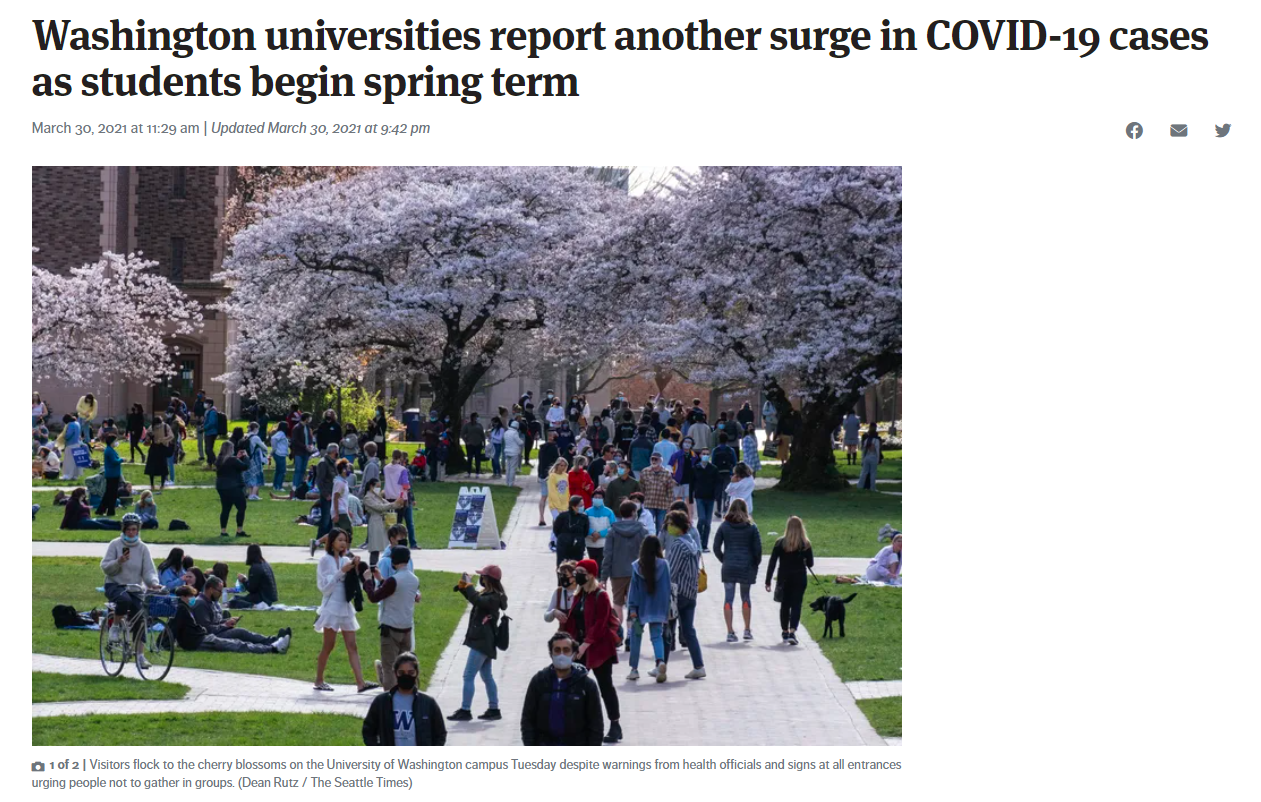 Washington universities report another surge in COVID-19 cases
as students begin spring term
March 30, 2021 at 11:29 am | Updated March 30, 2021 at 9:42 pm
W
1 of 2 | Visitors flock to the cherry blossoms on the University of Washington campus Tuesday despite warnings from health officials and signs at all entrances
urging people not to gather in groups. (Dean Rutz / The Seattle Times)